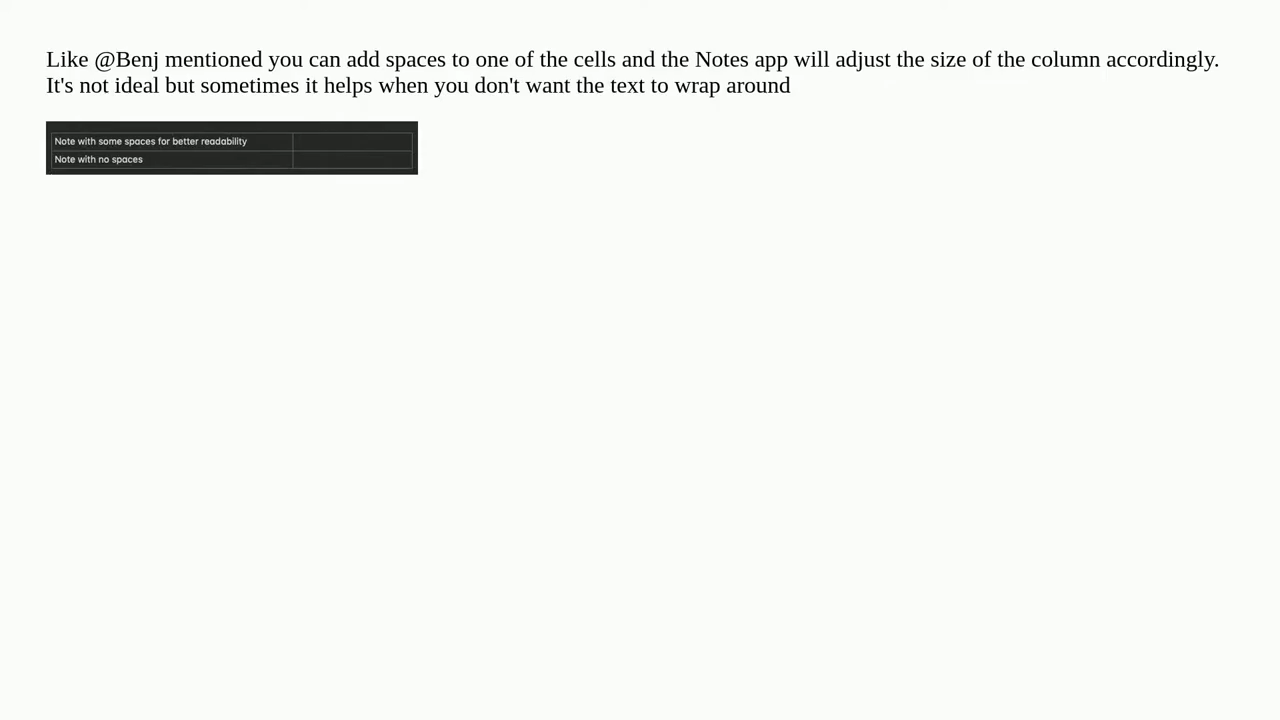 Like @Benj mentioned you can add spaces to one of the cells and the Notes app will adjust the size of the column accordingly.
It's not ideal but sometimes it helps when you don't want the text to wrap around
Note with some spaces for better readability
Note with no spaces